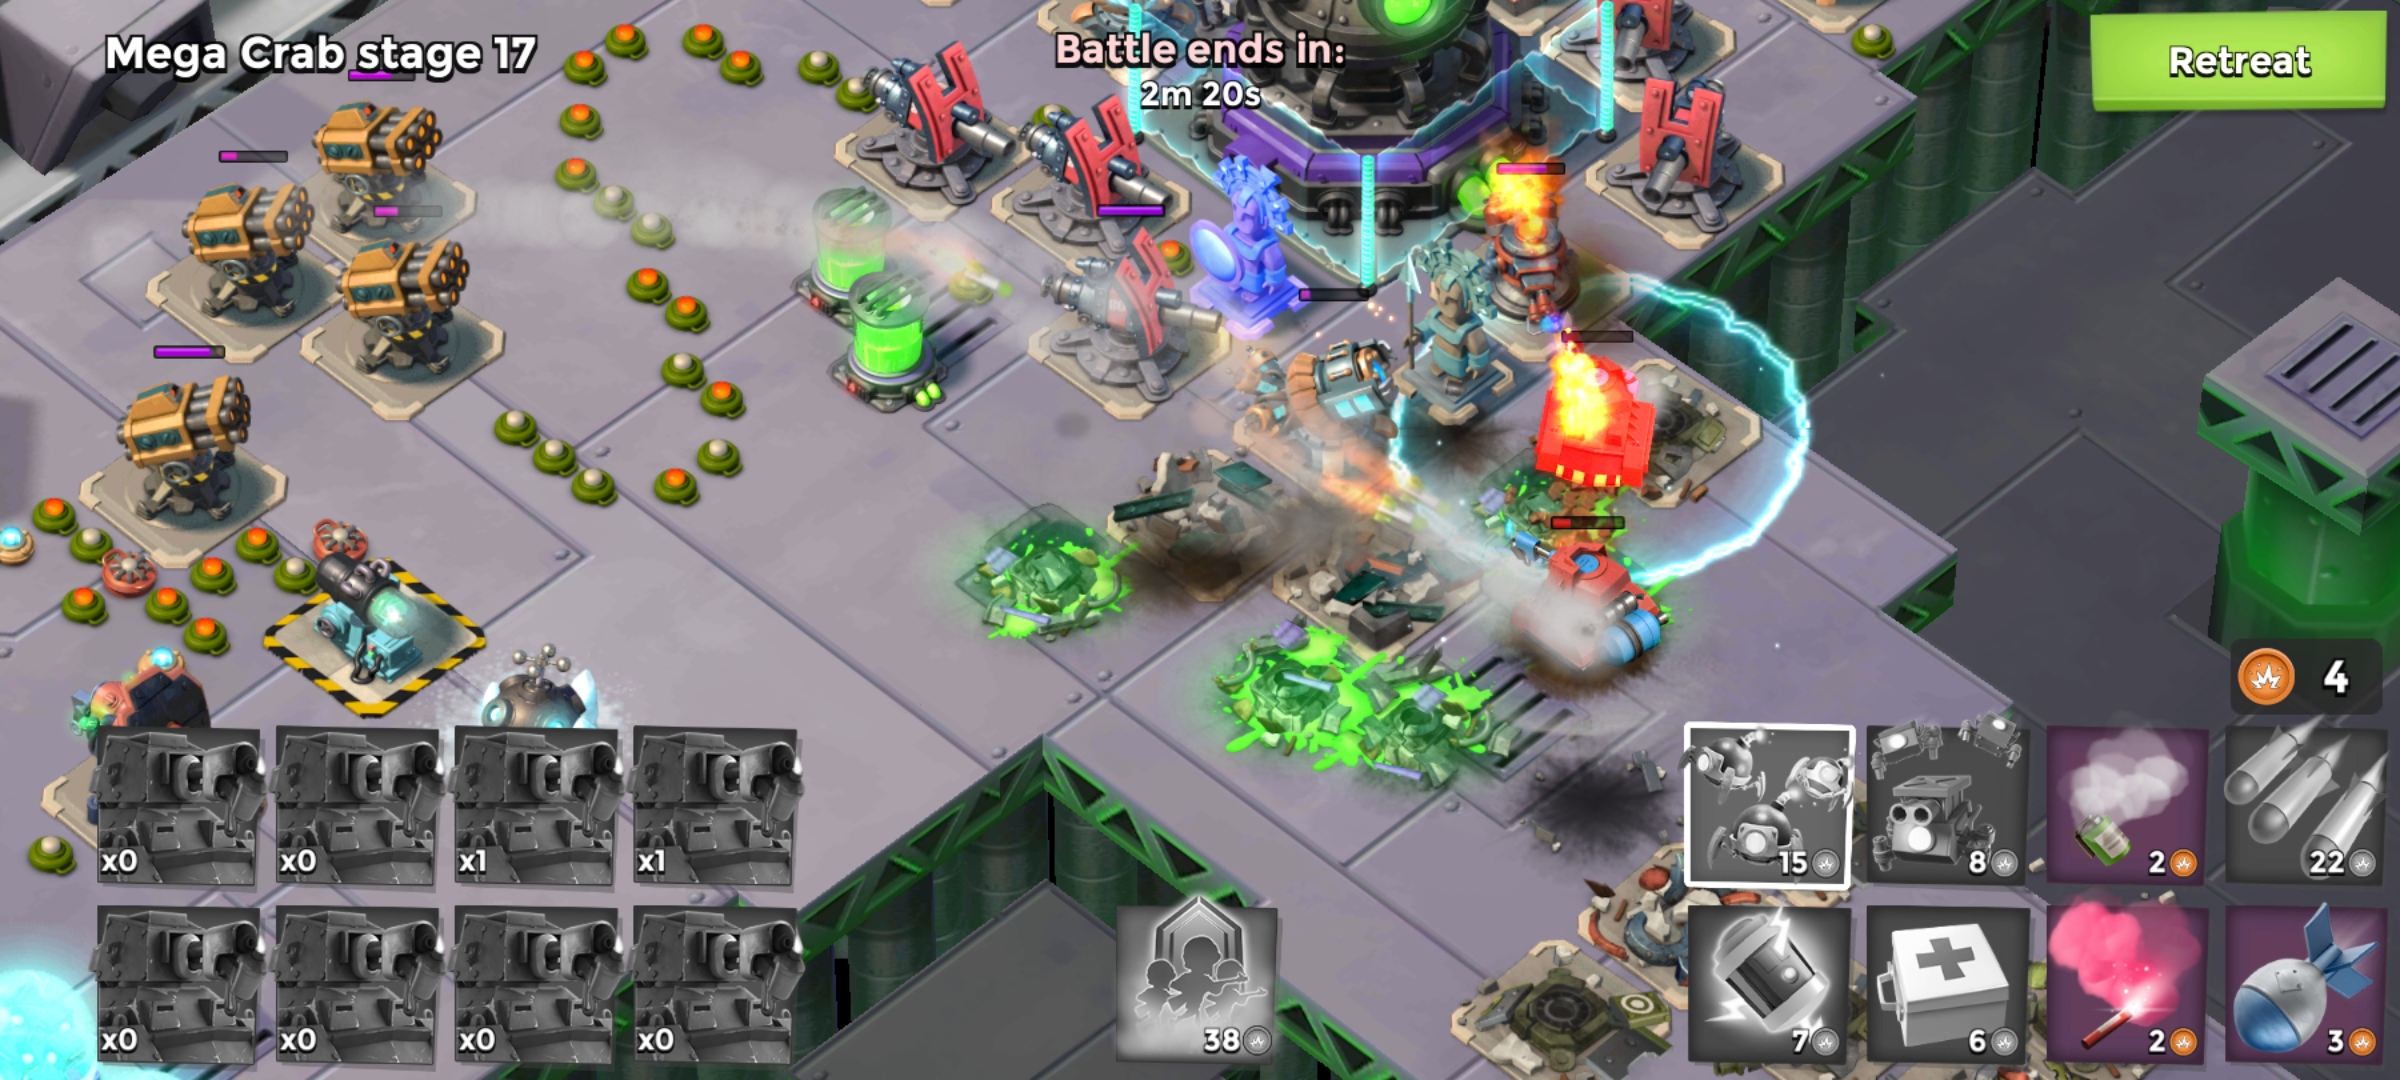 Mega Crab stage 17
Battle ends in:
2m 20s
Retreat
4
x0
x0
x1
x1
15
8
2
22
x0
x0
x0
x0
38
7
6
2
3